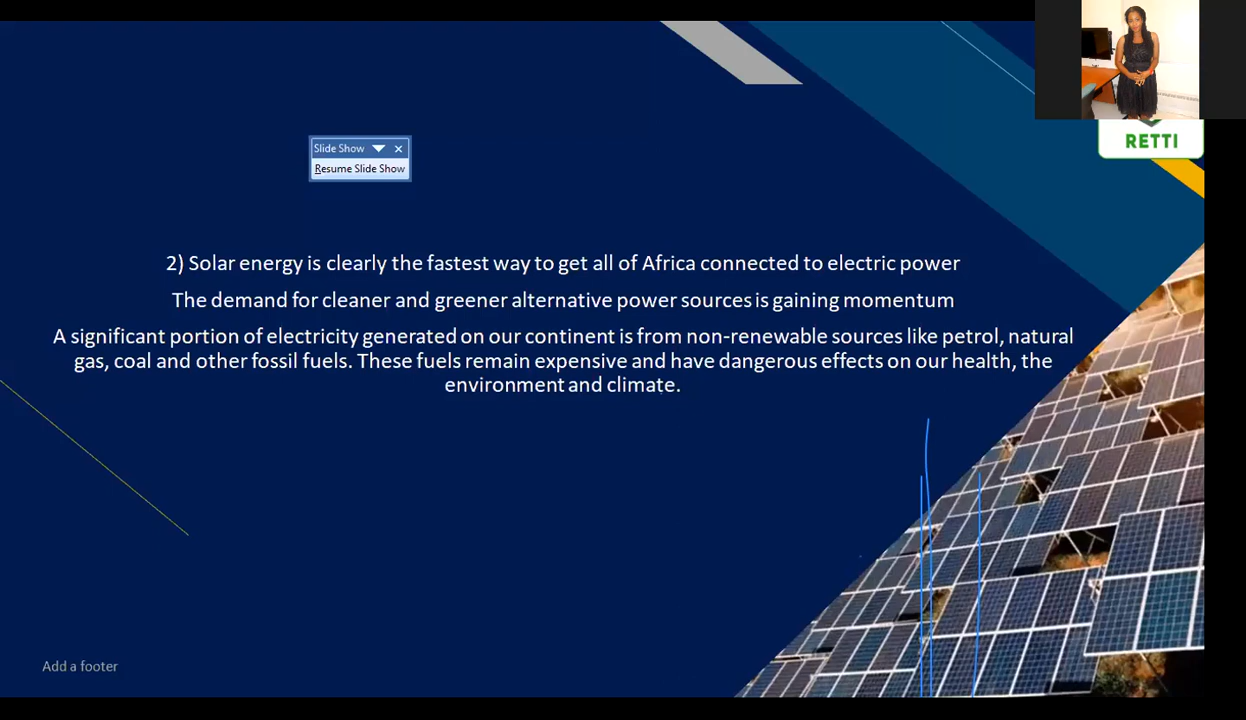 RETTI
Slide Show
Resume Slide Show
2) Solar energy is clearly the fastest way to get all of Africa connected to electric power
The demand for cleaner and greener alternative power sources is gaining momentum
A significant portion of electricity generated on our continent is from non-renewable sources like petrol, natural
gas, coal and other fossil fuels. These fuels remain expensive and have dangerous effects on our health, the
environment and climate.
Add a footer